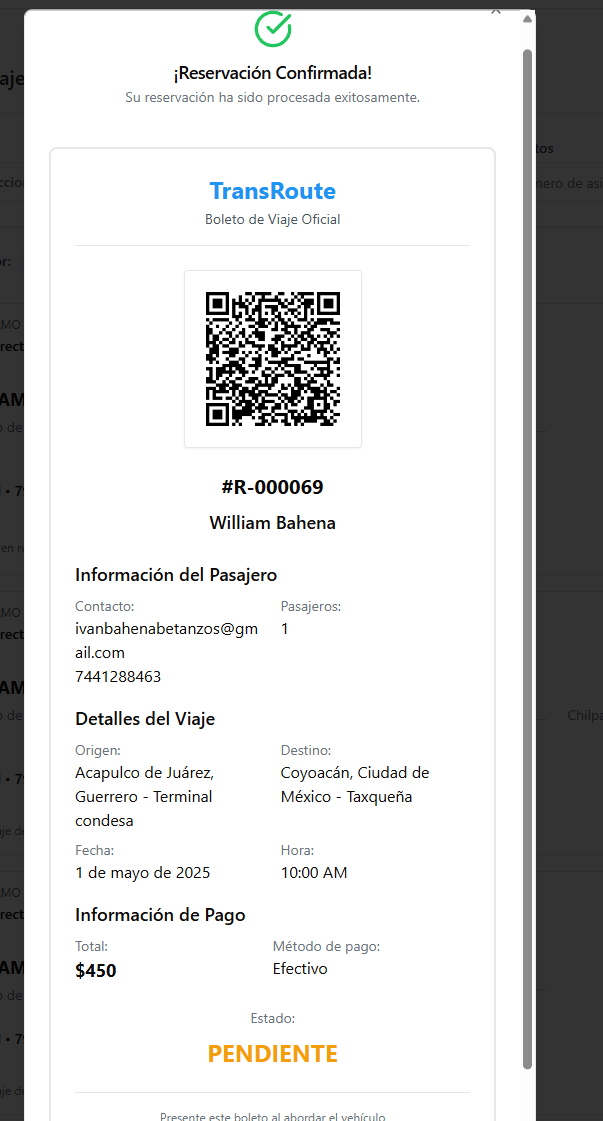 ¡Reservación Confirmada!
Su reservación ha sido procesada exitosamente.
TransRoute
Boleto de Viaje Oficial
#R-000069
William Bahena
Información del Pasajero
Contacto:
Pasajeros:
ivanbahenabetanzos@gm
ail.com
1
7441288463
Detalles del Viaje
Origen:
Destino:
Acapulco de Juárez,
Guerrero - Terminal
condesa
Coyoacán, Ciudad de
México - Taxqueña
Fecha:
Hora:
1 de mayo de 2025
10:00 AM
Información de Pago
Total:
Método de pago:
$450
Efectivo
Estado:
PENDIENTE
Presente este boleto al abordar el vehículo